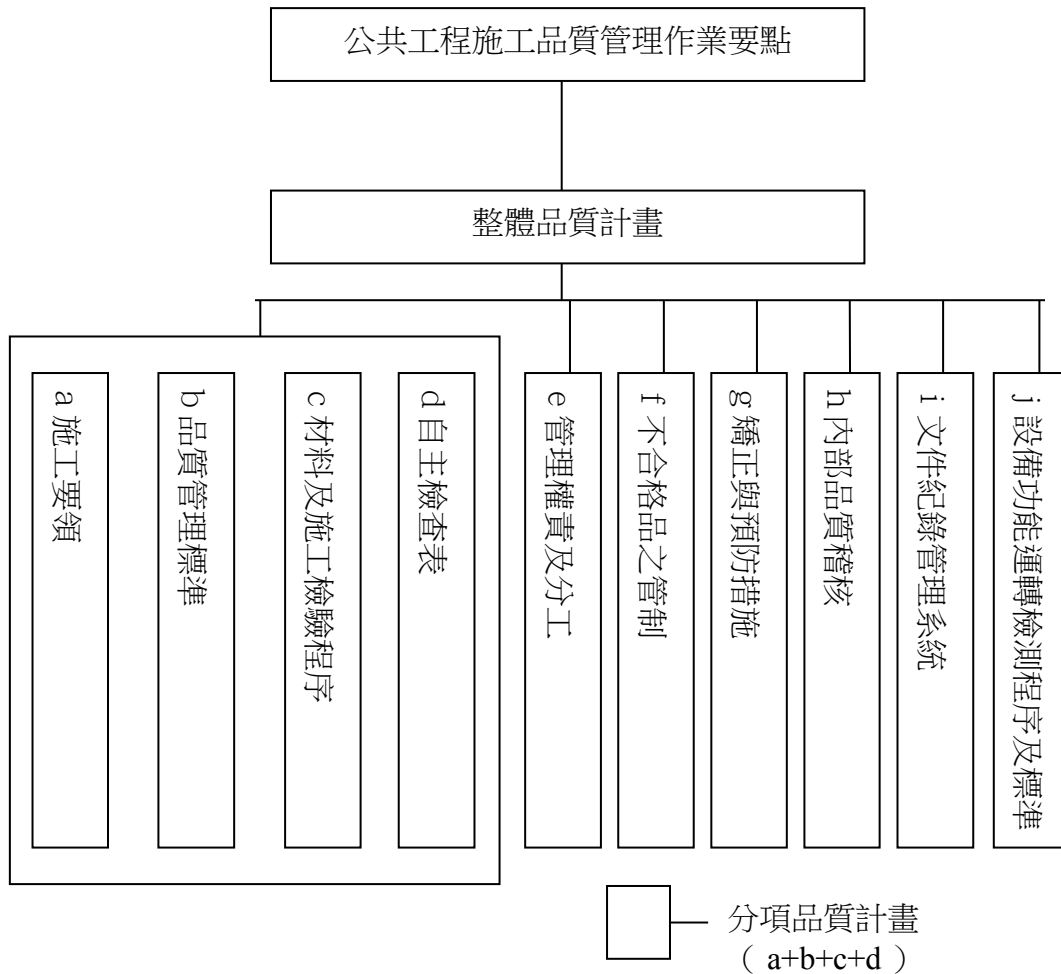 公共工程施工品質管理作業要點
整體品質計畫
a施工要領
b品質管理標準
c材料及施工檢驗程序
d自主檢查表
e管理權責及分工
f不合格品之管制
g矯正與預防措施
h內部品質稽核
i文件紀錄管理系統
j設備功能運轉檢測程序及標準
分項品質計畫
( a+b+c+d )